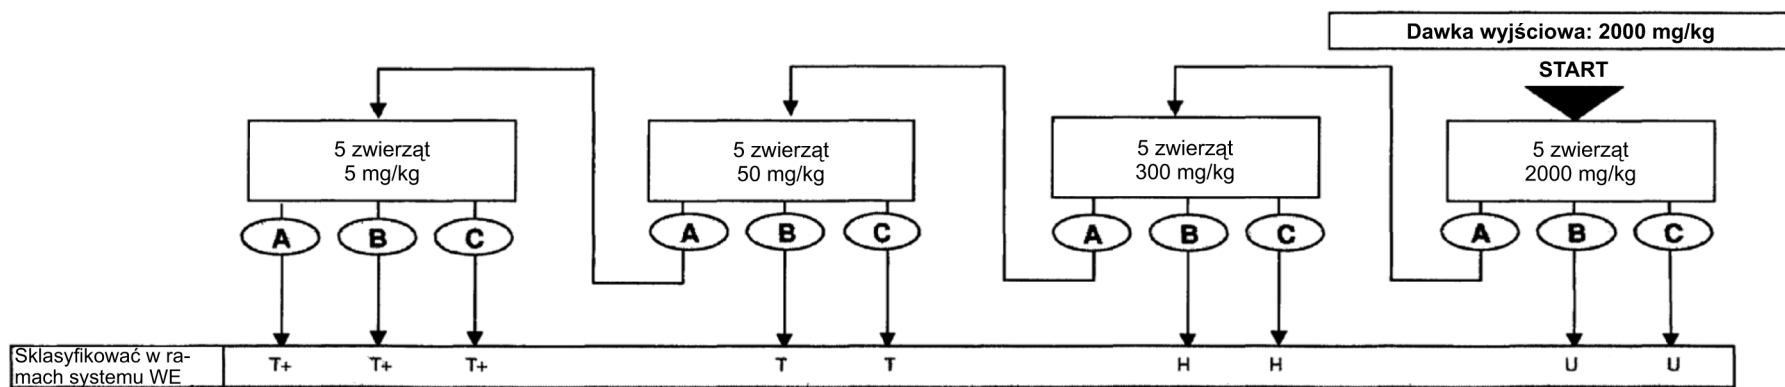 Dawka wyjściowa: 2000 mg/kg
START
5 zwierząt
5 mg/kg
5 zwierząt
50 mg/kg
5 zwierząt
300 mg/kg
5 zwierząt
2000 mg/kg
A B C A B C A B C A B C
Sklasyfikować w ra-
mach systemu WE
T+ T+ T+ T T H H U U